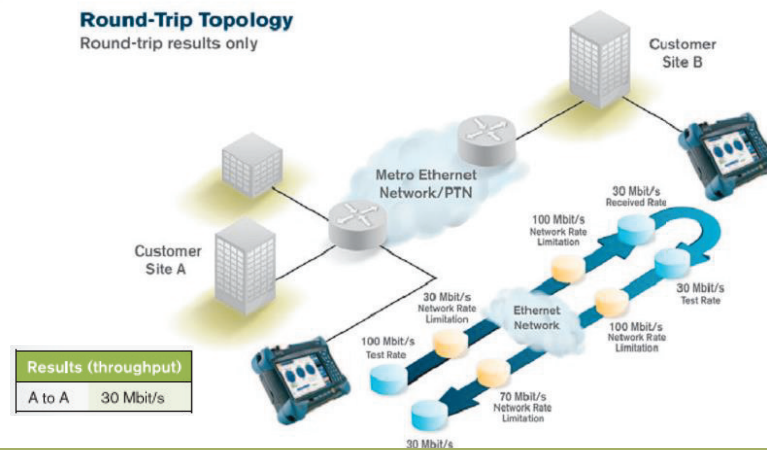 Round-Trip Topology
Round-trip results only
Customer
Site B
Metro Ethernet
Network/PTN
30 Mbit/s
Received Rate
100 Mbit/s
Network Rate
Limitation
Customer
Site A
30 Mbit/s
Test Rate
30 Mbit/s
Network Rate
Limitation
Ethernet
Network
100 Mbit/s
Network Rate
Limitation
100 Mbit/s
Test Rate
Results (throughput)
A to A 30 Mbit/s
70 Mbit/s
Network Rate
Limitation
30 Mbit/s